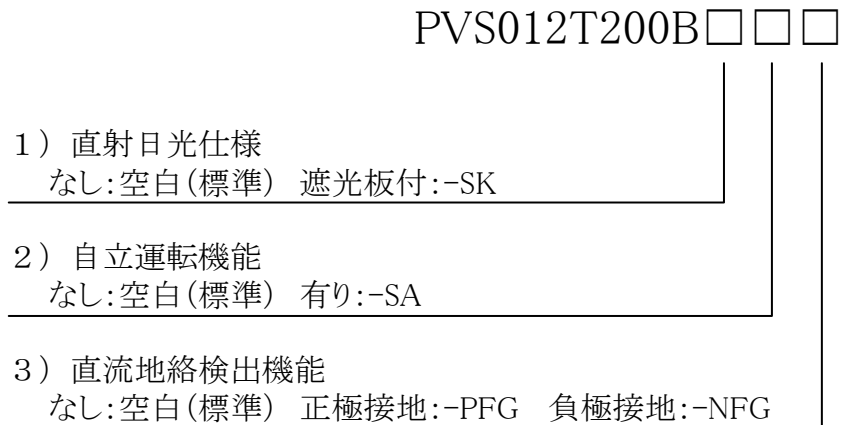 PVS012T200B□□□
1）直射日光仕様
なし:空白(標準) 遮光板付:-SK
2）自立運転機能
なし:空白(標準) 有り:-SA
3）直流地絡検出機能
なし:空白(標準) 正極接地:-PFG 負極接地:-NFG